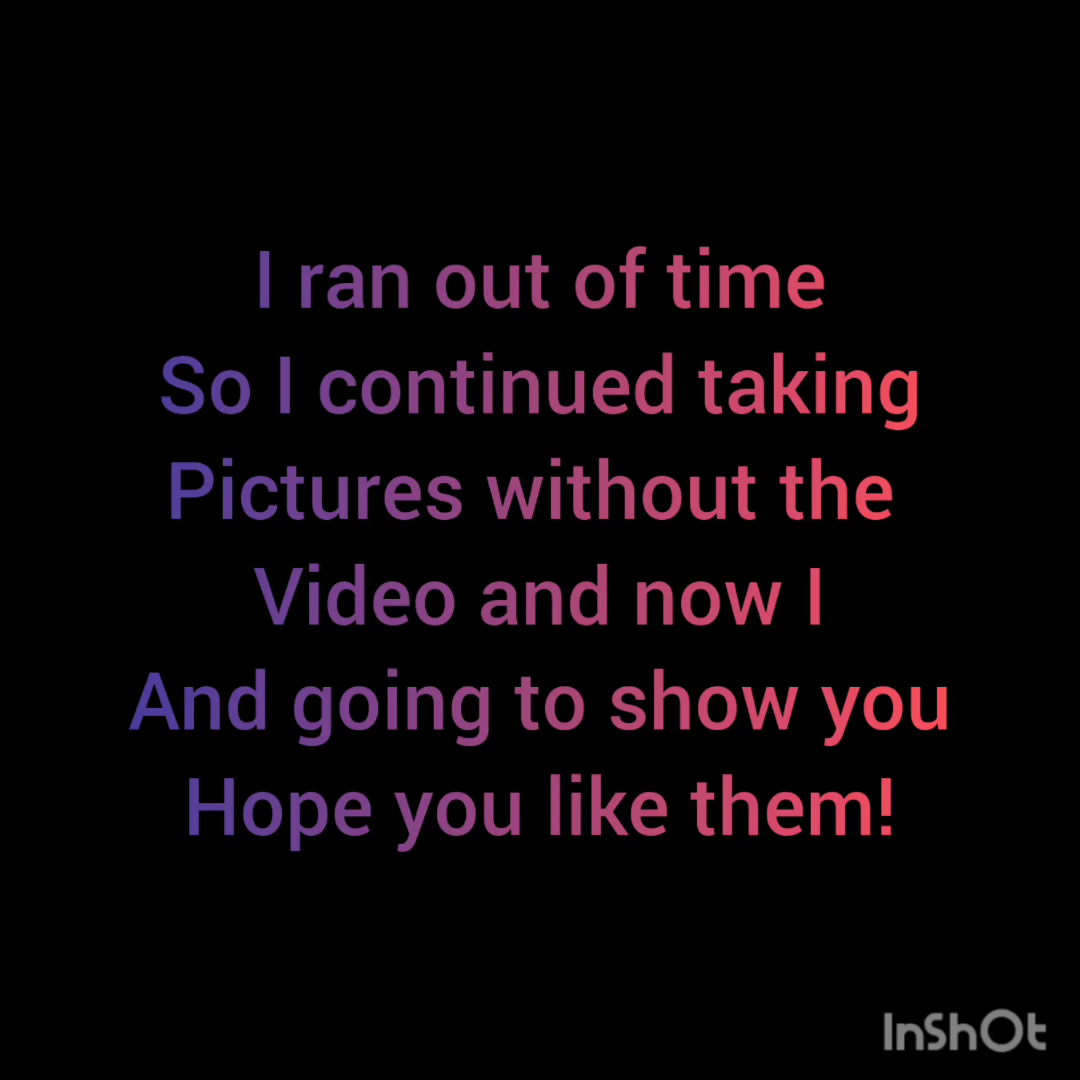 I ran out of time
So I continued taking
Pictures without the
Video and now I
And going to show you
Hope you like them!
InShOt